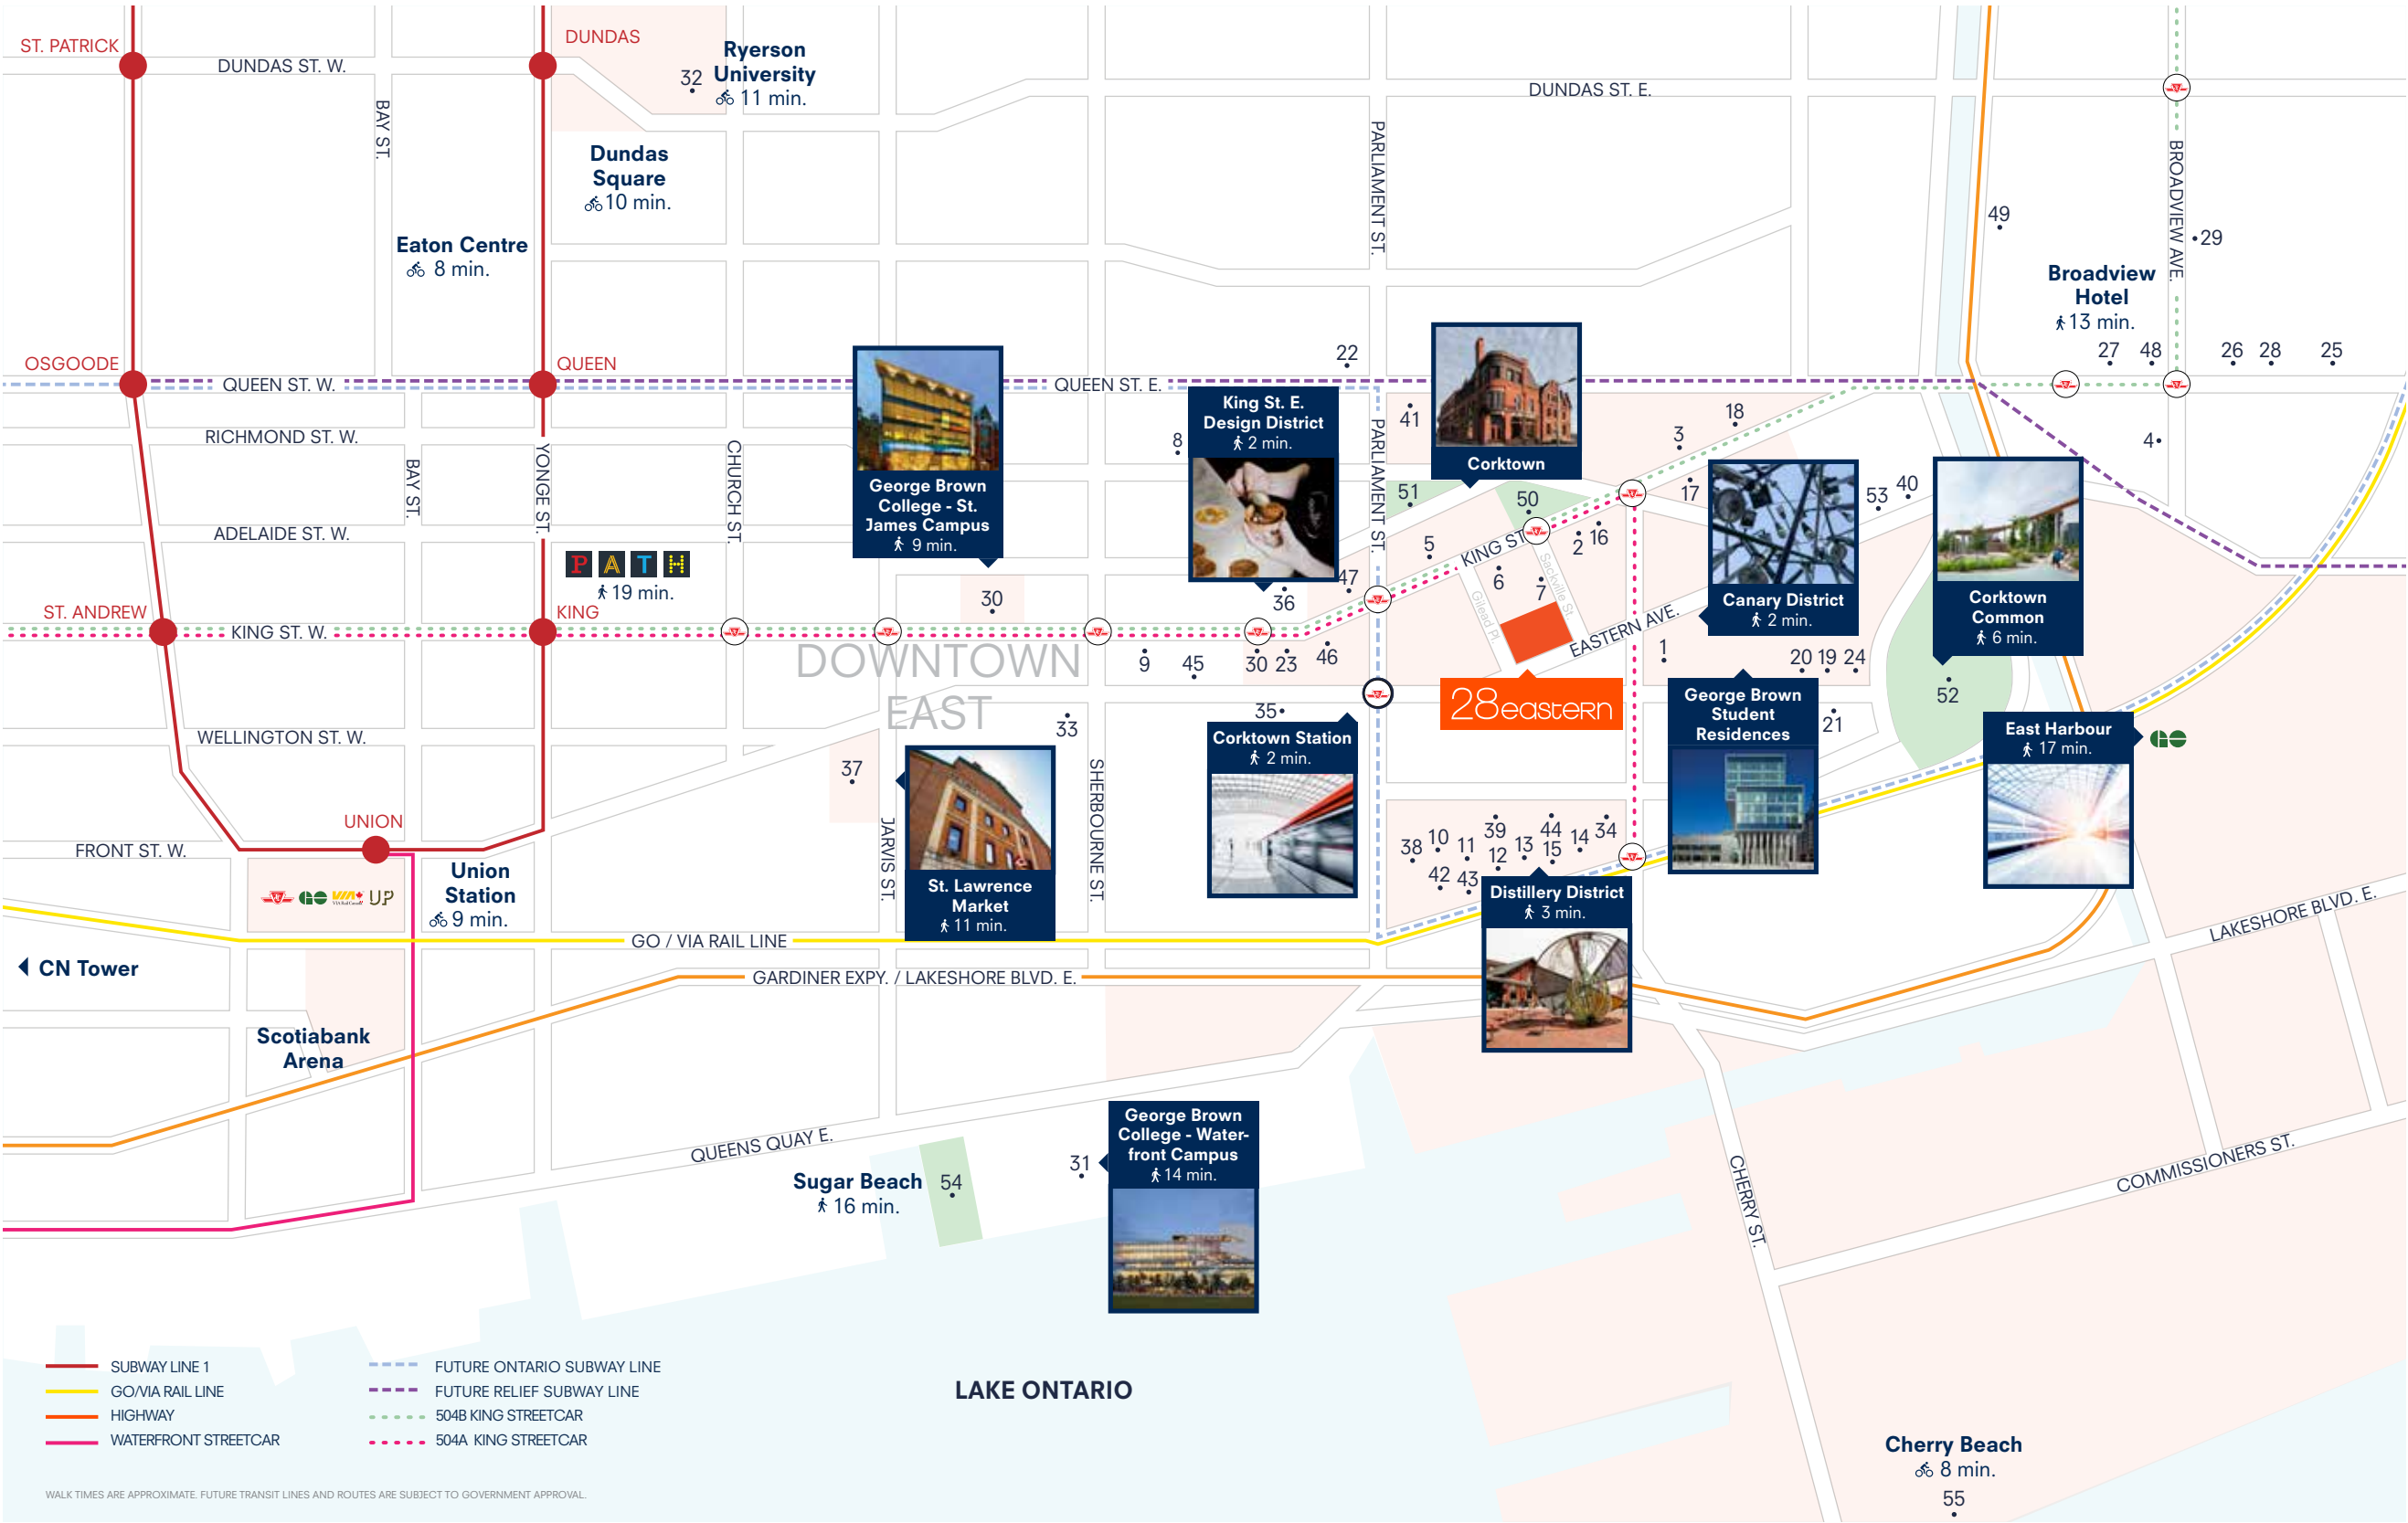 ST. PATRICK
DUNDAS ST. W.
DUNDAS
32
Ryerson
University
11 min.
DUNDAS ST. E.
BAY ST.
PARLIAMENT ST.
BROADVIEW AVE.
Dundas
Square
10 min.
Eaton Centre
8 min.
49
29
Broadview
Hotel
13 min.
27
48
26
28
25
22
OSGOODE
QUEEN ST. W.
QUEEN
QUEEN ST. E.
RICHMOND ST. W.
BAY ST.
YONGE ST.
CHURCH ST.
ADELAIDE ST. W.
PATH
19 min.
George Brown
College - St.
James Campus
9 min.
8
King St. E.
Design District
2 min.
41
PARLIAMENT ST.
Corktown
3
18
4
51
50
17
53
40
5
KING ST
2
16
6
7
Sackville St.
Gilead Pl.
47
36
30
Canary District
2 min.
Corktown
Common
6 min.
EASTERN AVE.
ST. ANDREW
KING ST. W.
KING
DOWNTOWN
EAST
9
45
30
23
46
1
20
19
24
52
28eastern
George Brown
Student
Residences
21
33
35
Corktown Station
2 min.
East Harbour
17 min.
GO
WELLINGTON ST. W.
37
JARVIS ST.
St. Lawrence
Market
11 min.
SHERBOURNE ST.
UNION
FRONT ST. W.
Union
Station
9 min.
GO VIA UP
38
10
11
39
12
13
44
15
14
34
42
43
Distillery District
3 min.
GO / VIA RAIL LINE
LAKESHORE BLVD. E.
CN Tower
GARDINER EXPY. / LAKESHORE BLVD. E.
Scotiabank
Arena
QUEENS QUAY E.
Sugar Beach
16 min.
54
31
George Brown
College - Water-
front Campus
14 min.
CHERRY ST.
COMMISSIONERS ST.
SUBWAY LINE 1
GO/VIA RAIL LINE
HIGHWAY
WATERFRONT STREETCAR
FUTURE ONTARIO SUBWAY LINE
FUTURE RELIEF SUBWAY LINE
504B KING STREETCAR
504A KING STREETCAR
LAKE ONTARIO
Cherry Beach
8 min.
55
WALK TIMES ARE APPROXIMATE. FUTURE TRANSIT LINES AND ROUTES ARE SUBJECT TO GOVERNMENT APPROVAL.